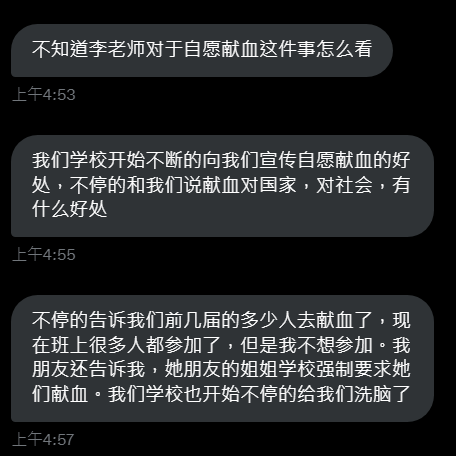 不知道李老师对于自愿献血这件事怎么看
上午4:53
我们学校开始不断的向我们宣传自愿献血的好
处，不停的和我们说献血对国家，对社会，有
什么好处
上午4:55
不停的告诉我们前几届的多少人去献血了，现
在班上很多人都参加了，但是我不想参加。我
朋友还告诉我，她朋友的姐姐学校强制要求她
们献血。我们学校也开始不停的给我们洗脑了
上午4:57